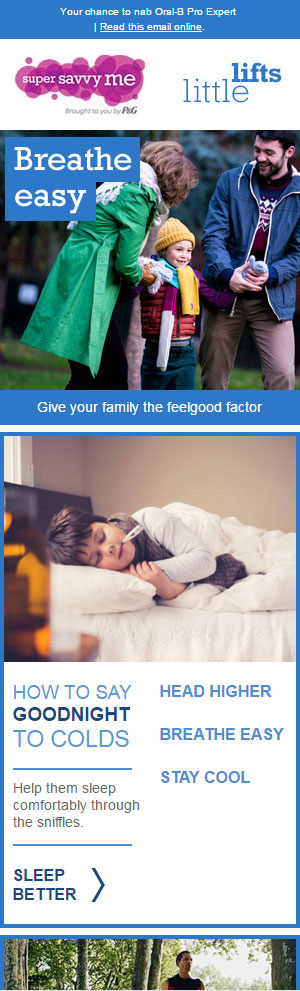 Your chance to nab Oral-B Pro Expert
| Read this email online.
super savvy me
Brought to you by P&G
little lifts
Breathe
easy
Give your family the feelgood factor
HOW TO SAY
GOODNIGHT
TO COLDS
Help them sleep
comfortably through
the sniffles.
SLEEP
BETTER
HEAD HIGHER
BREATHE EASY
STAY COOL